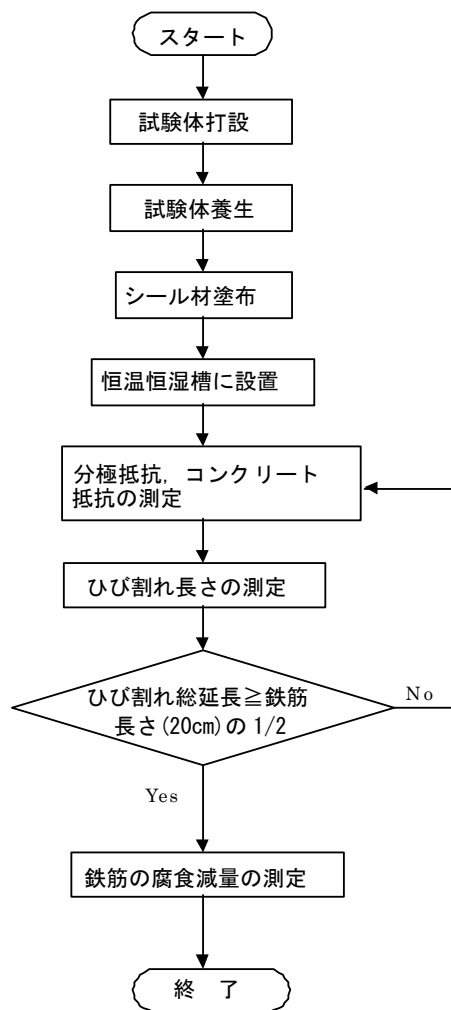 スタート
試験体打設
試験体養生
シール材塗布
恒温恒湿槽に設置
分極抵抗，コンクリート
抵抗の測定
ひび割れ長さの測定
ひび割れ総延長≧鉄筋
長さ(20cm)の1/2
No
Yes
鉄筋の腐食減量の測定
終　了